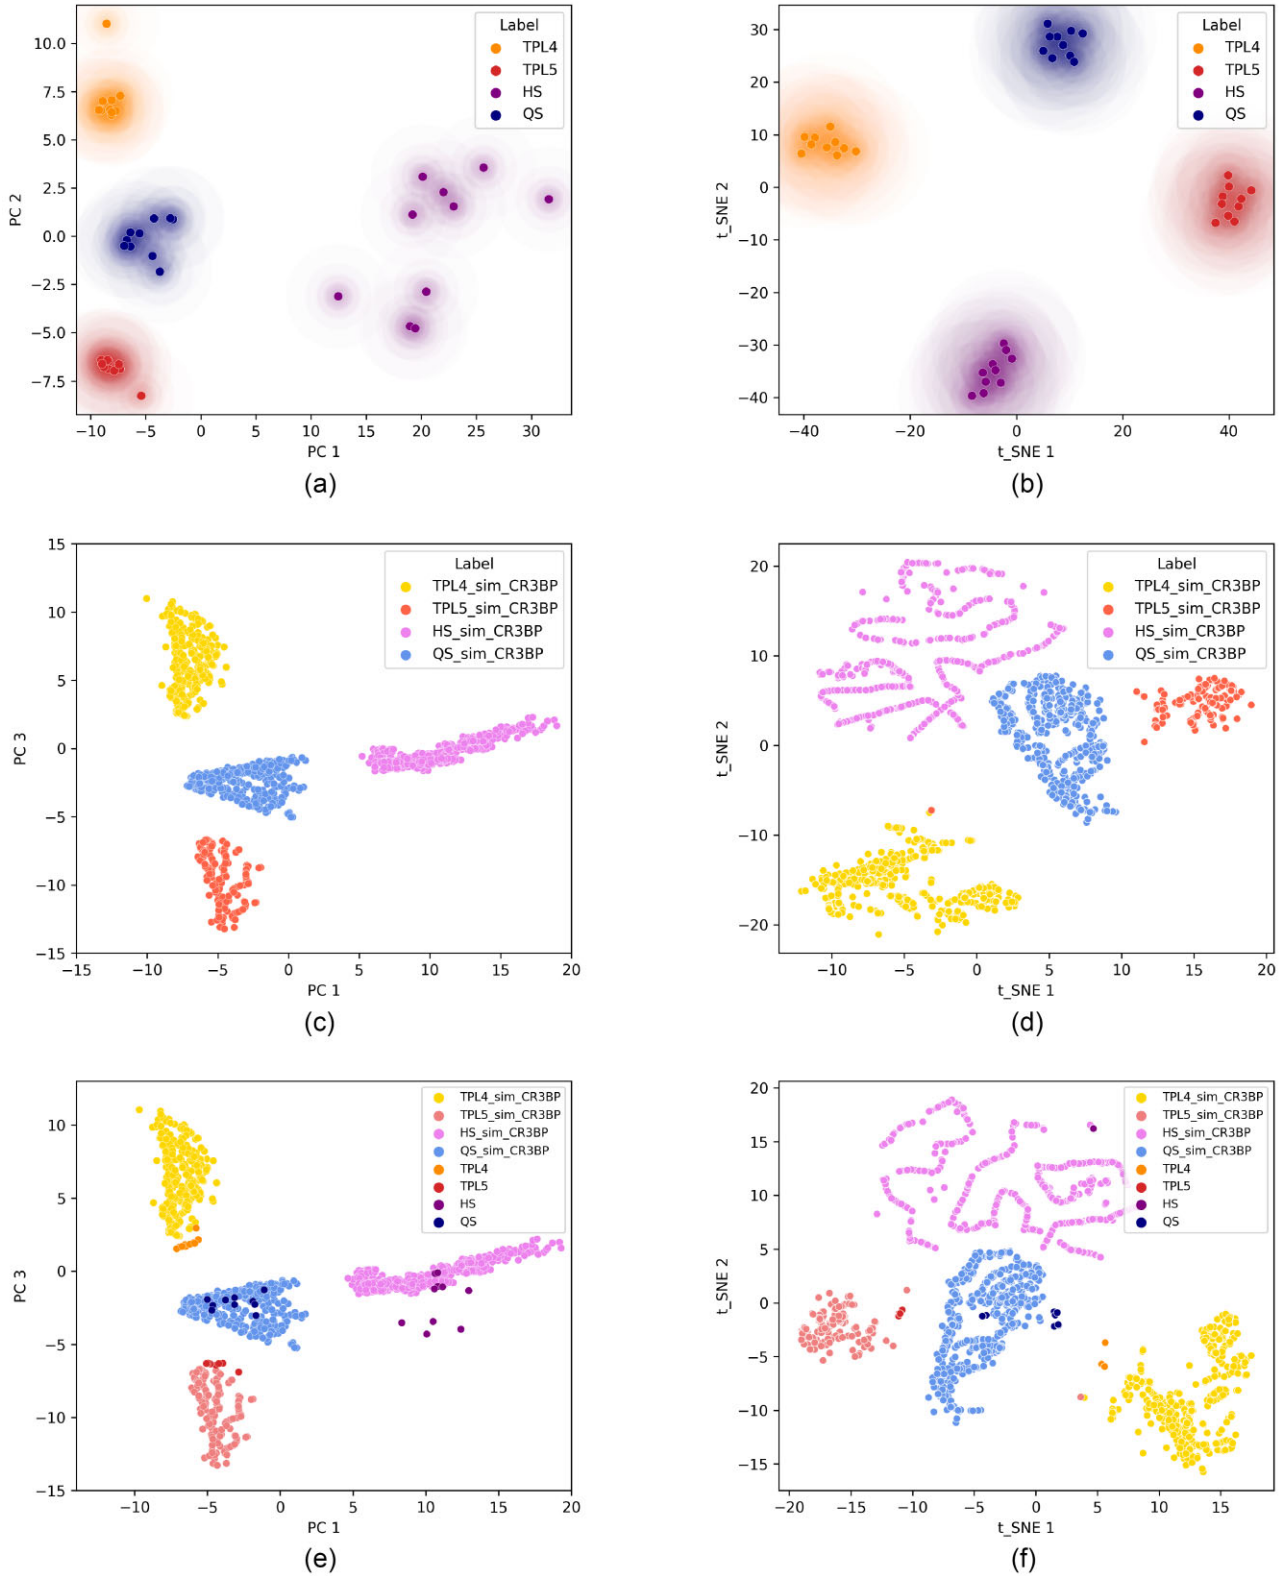 10.0
7.5
5.0
2.5
0.0
−2.5
−5.0
−7.5
PC 2
Label
TPL4
TPL5
HS
QS
−10
−5
0
5
10
15
20
25
30
PC 1
(a)
30
20
10
0
−10
−20
−30
−40
t_SNE 2
Label
TPL4
TPL5
HS
QS
−40
−20
0
20
40
t_SNE 1
(b)
15
10
5
0
−5
−10
−15
PC 3
Label
TPL4_sim_CR3BP
TPL5_sim_CR3BP
HS_sim_CR3BP
QS_sim_CR3BP
−15
−10
−5
0
5
10
15
20
PC 1
(c)
20
10
0
−10
−20
t_SNE 2
Label
TPL4_sim_CR3BP
TPL5_sim_CR3BP
HS_sim_CR3BP
QS_sim_CR3BP
−10
−5
0
5
10
15
20
t_SNE 1
(d)
10
5
0
−5
−10
−15
PC 3
TPL4_sim_CR3BP
TPL5_sim_CR3BP
HS_sim_CR3BP
QS_sim_CR3BP
TPL4
TPL5
HS
QS
−10
−5
0
5
10
15
20
PC 1
(e)
20
15
10
5
0
−5
−10
−15
t_SNE 2
TPL4_sim_CR3BP
TPL5_sim_CR3BP
HS_sim_CR3BP
QS_sim_CR3BP
TPL4
TPL5
HS
QS
−20
−15
−10
−5
0
5
10
15
t_SNE 1
(f)